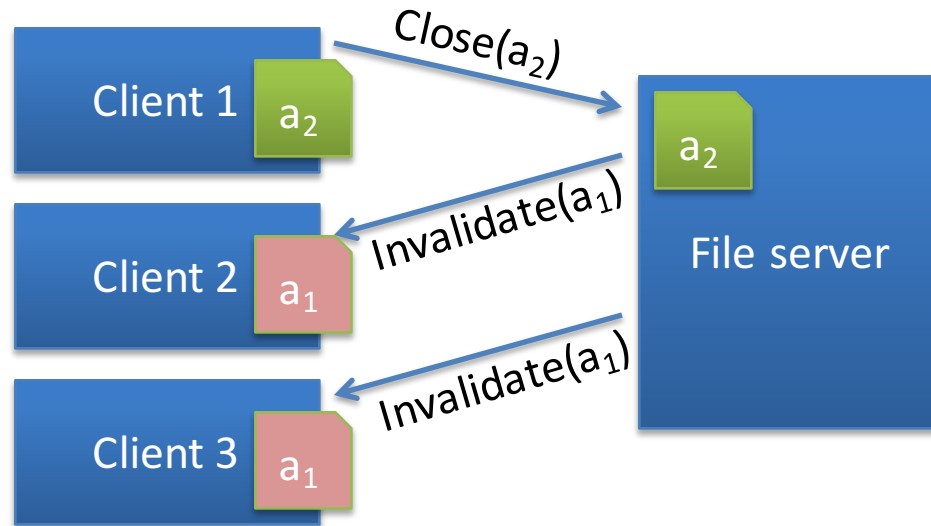 Close(a₂)
Client 1
a₂
a₂
Invalidate(a₁)
File server
Client 2
a₁
Invalidate(a₁)
Client 3
a₁